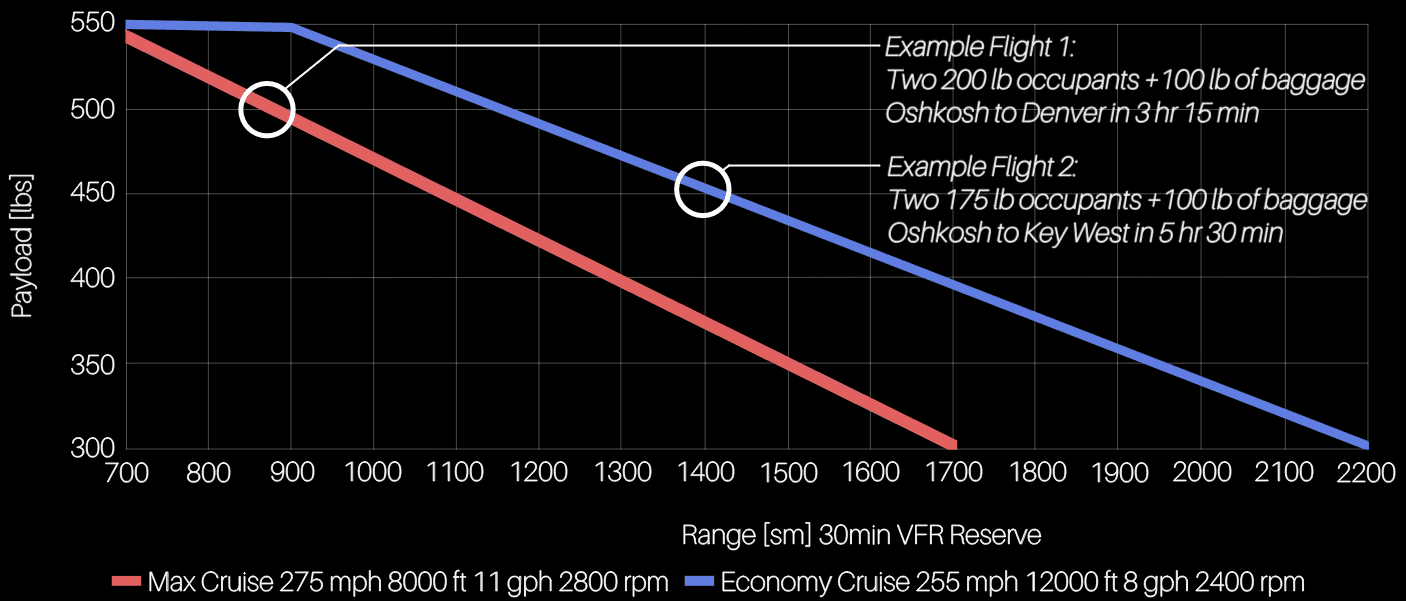 550
500
450
400
350
300
Payload [lbs]
Example Flight 1:
Two 200 lb occupants +100 lb of baggage
Oshkosh to Denver in 3 hr 15 min
Example Flight 2:
Two 175 lb occupants +100 lb of baggage
Oshkosh to Key West in 5 hr 30 min
700 800 900 1000 1100 1200 1300 1400 1500 1600 1700 1800 1900 2000 2100 2200
Range [sm] 30min VFR Reserve
Max Cruise 275 mph 8000 ft 11 gph 2800 rpm Economy Cruise 255 mph 12000 ft 8 gph 2400 rpm